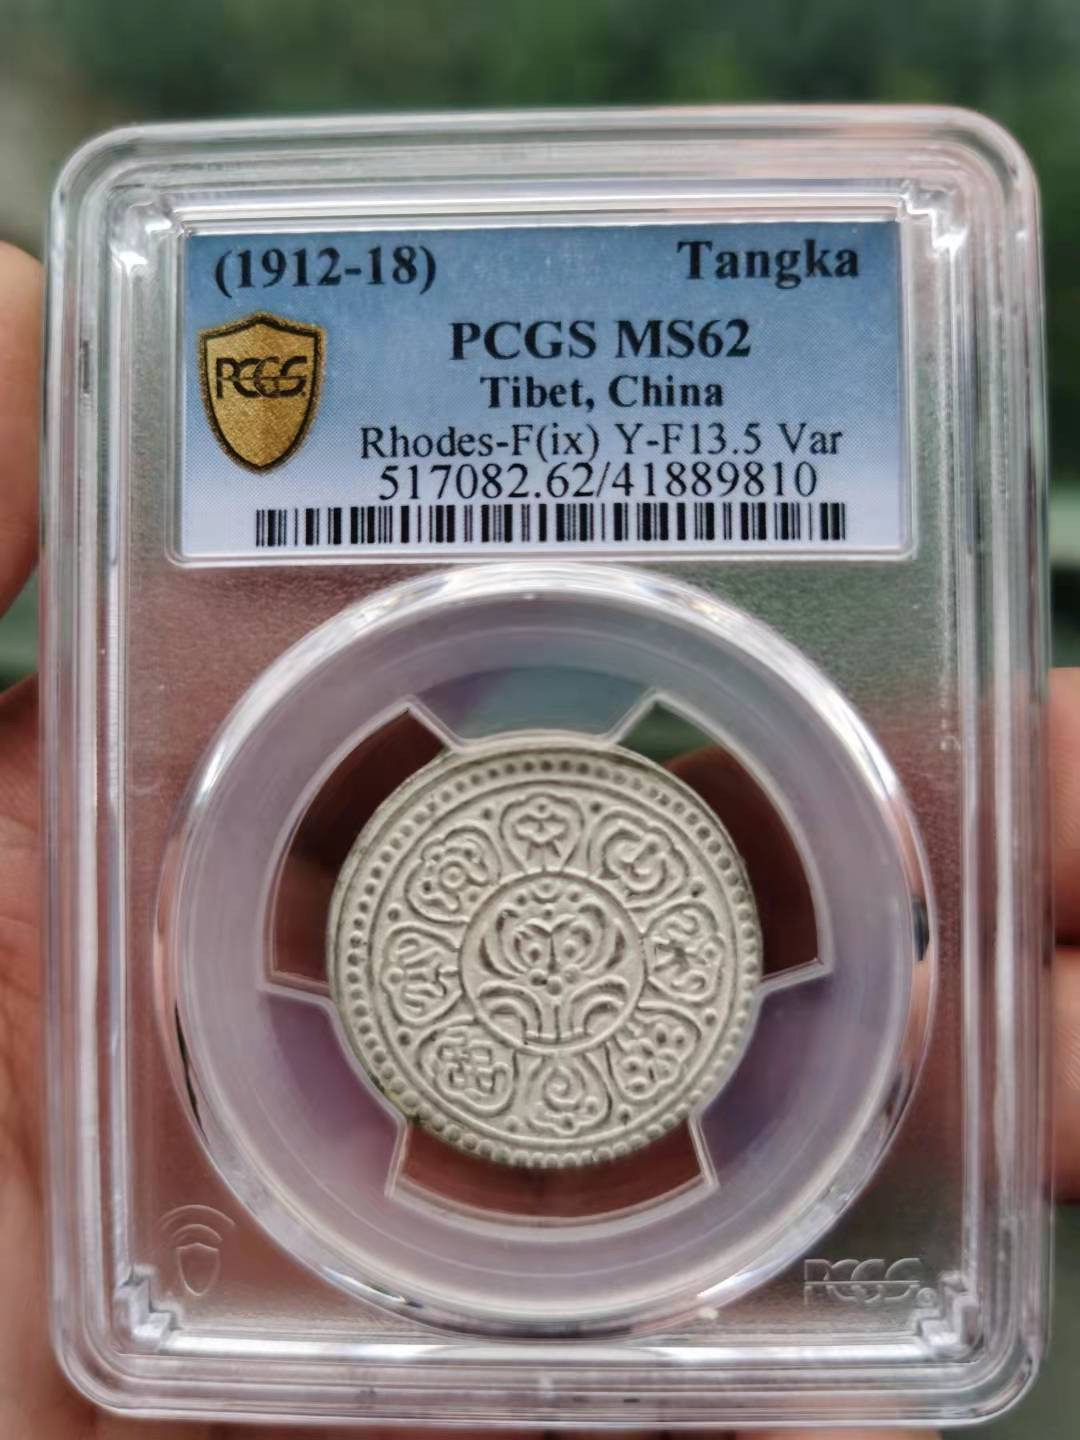 (1912-18) Tangka
PCGS MS62
PCGS
Tibet, China
Rhodes-F(ix) Y-F13.5 Var
517082.62/41889810
PCGS